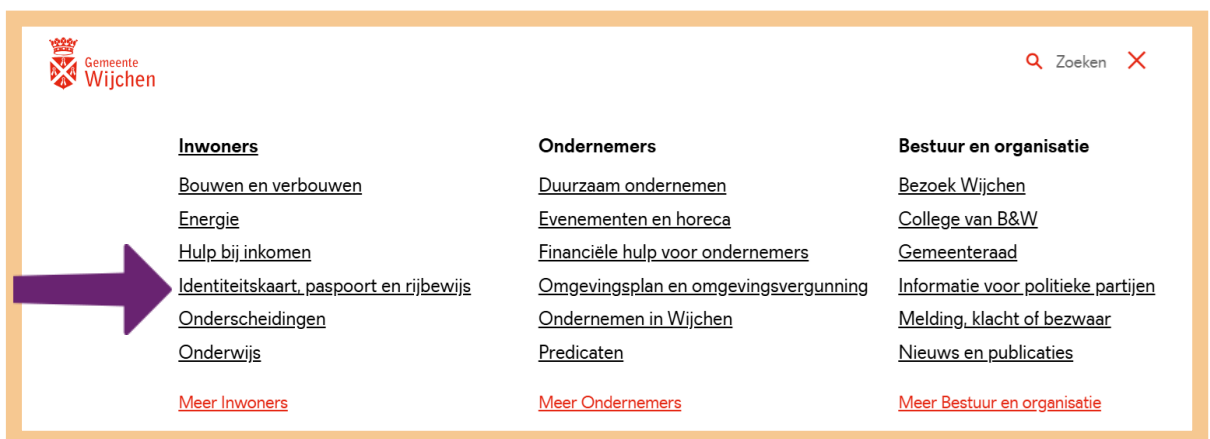 Gemeente
Wijchen
Zoeken
Inwoners
Bouwen en verbouwen
Energie
Hulp bij inkomen
Identiteitskaart, paspoort en rijbewijs
Onderscheidingen
Onderwijs
Meer Inwoners
Ondernemers
Duurzaam ondernemen
Evenementen en horeca
Financiële hulp voor ondernemers
Omgevingsplan en omgevingsvergunning
Ondernemen in Wijchen
Predicaten
Meer Ondernemers
Bestuur en organisatie
Bezoek Wijchen
College van B&W
Gemeenteraad
Informatie voor politieke partijen
Melding, klacht of bezwaar
Nieuws en publicaties
Meer Bestuur en organisatie